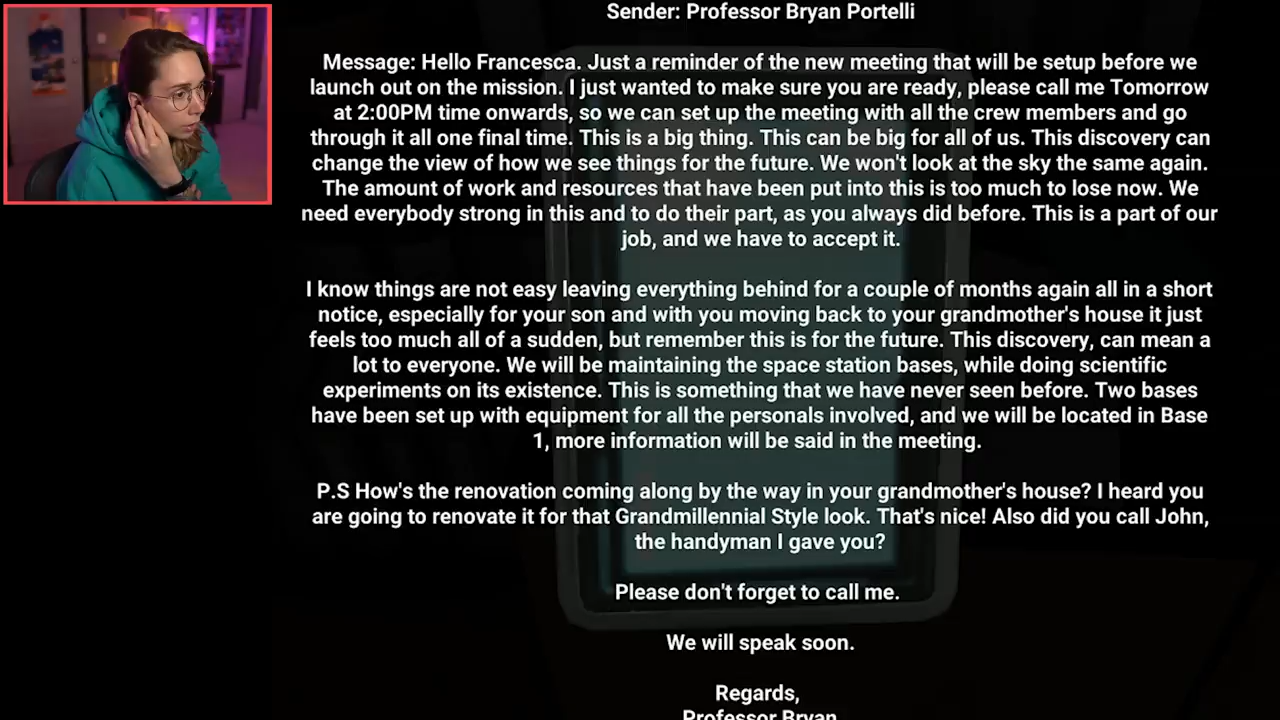 Sender: Professor Bryan Portelli
Message: Hello Francesca. Just a reminder of the new meeting that will be setup before we
launch out on the mission. I just wanted to make sure you are ready, please call me Tomorrow
at 2:00PM time onwards, so we can set up the meeting with all the crew members and go
through it all one final time. This is a big thing. This can be big for all of us. This discovery can
change the view of how we see things for the future. We won't look at the sky the same again.
The amount of work and resources that have been put into this is too much to lose now. We
need everybody strong in this and to do their part, as you always did before. This is a part of our
job, and we have to accept it.
I know things are not easy leaving everything behind for a couple of months again all in a short
notice, especially for your son and with you moving back to your grandmother's house it just
feels too much all of a sudden, but remember this is for the future. This discovery, can mean a
lot to everyone. We will be maintaining the space station bases, while doing scientific
experiments on its existence. This is something that we have never seen before. Two bases
have been set up with equipment for all the personals involved, and we will be located in Base
1, more information will be said in the meeting.
P.S How's the renovation coming along by the way in your grandmother's house? I heard you
are going to renovate it for that Grandmillennial Style look. That's nice! Also did you call John,
the handyman I gave you?
Please don't forget to call me.
We will speak soon.
Regards,
Professor Bryan